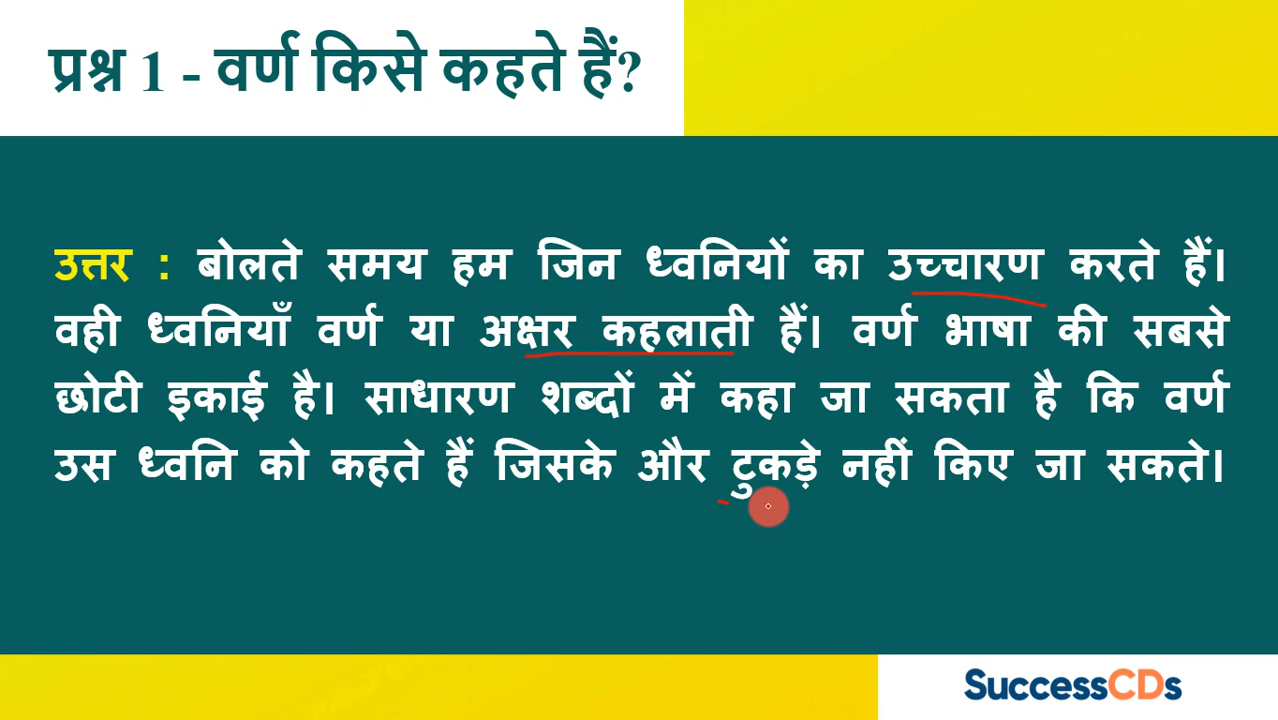 प्रश्न 1 - वर्ण किसे कहते हैं?
उत्तर : बोलते समय हम जिन ध्वनियों का उच्चारण करते हैं।
वही ध्वनियाँ वर्ण या अक्षर कहलाती हैं। वर्ण भाषा की सबसे
छोटी इकाई है। साधारण शब्दों में कहा जा सकता है कि वर्ण
उस ध्वनि को कहते हैं जिसके और टुकड़े नहीं किए जा सकते।
SuccessCDs